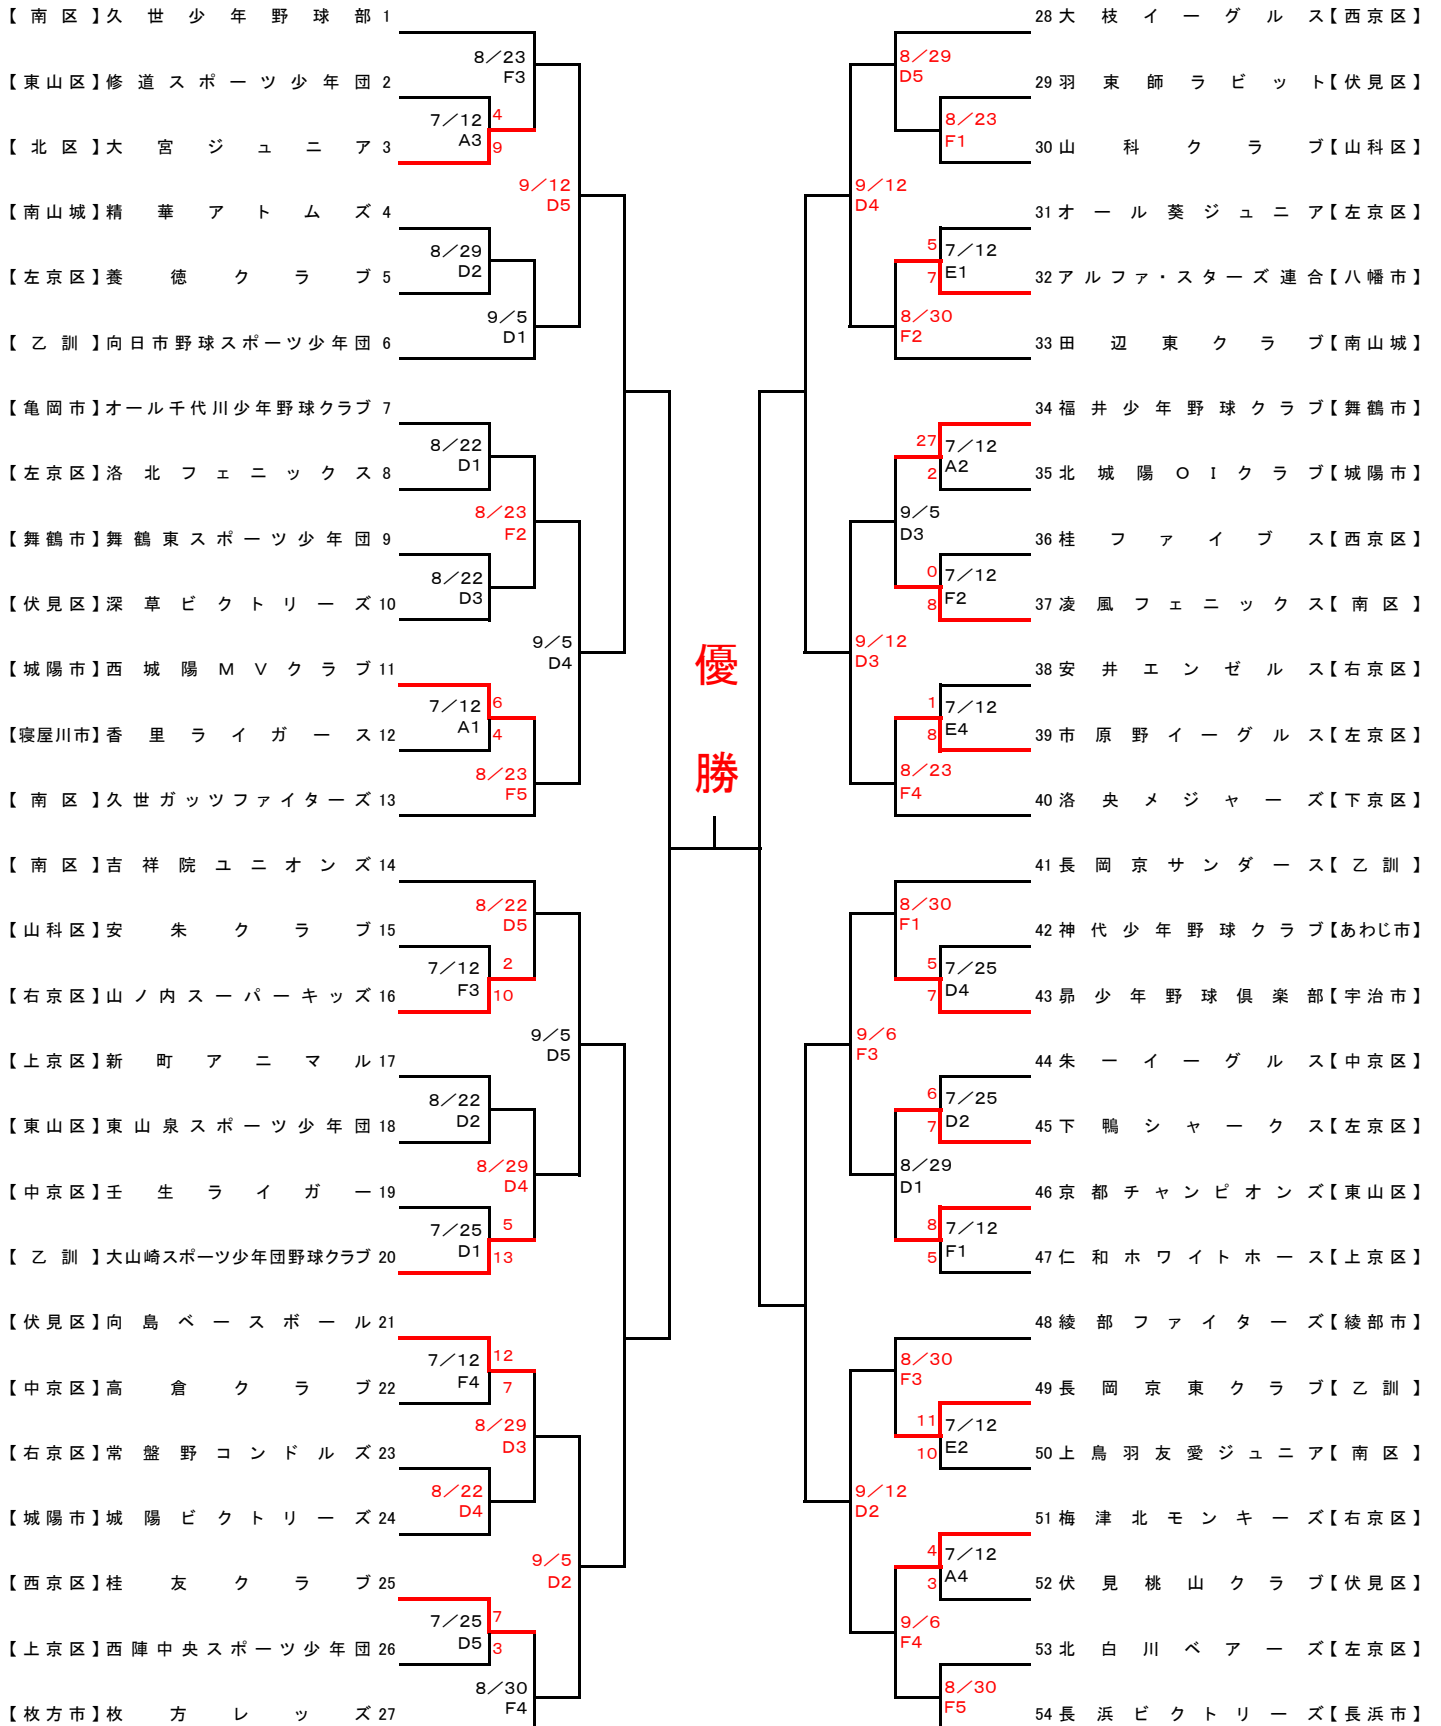 【南区】久世少年野球部 1
8/23
F3
【東山区】修道スポーツ少年団 2
7/12 4
A3 9
【北区】大宮ジュニア 3
9/12
D5
【南山城】精華アトムズ 4
8/29
D2
【左京区】養徳クラブ 5
9/5
D1
【乙訓】向日市野球スポーツ少年団 6
【亀岡市】オール千代川少年野球クラブ 7
8/22
D1
【左京区】洛北フェニックス 8
8/23
F2
【舞鶴市】舞鶴東スポーツ少年団 9
8/22
D3
【伏見区】深草ビクトリーズ 10
9/5
D4
【城陽市】西城陽MVクラブ 11
7/12 6
A1 4
【寝屋川市】香里ライガース 12
8/23
F5
【南区】久世ガッツファイターズ 13
【南区】吉祥院ユニオンズ 14
8/22
D5
【山科区】安朱クラブ 15
7/12 2
F3 10
【右京区】山ノ内スーパーキッズ 16
9/5
D5
【上京区】新町アニマル 17
8/22
D2
【東山区】東山泉スポーツ少年団 18
8/29
D4
【中京区】壬生ライガー 19
7/25 5
D1 13
【乙訓】大山崎スポーツ少年団野球クラブ 20
【伏見区】向島ベースボール 21
7/12 12
F4 7
【中京区】高倉クラブ 22
8/29
D3
【右京区】常盤野コンドルズ 23
8/22
D4
【城陽市】城陽ビクトリーズ 24
9/5
D2
【西京区】桂友クラブ 25
7/25 7
D5 3
【上京区】西陣中央スポーツ少年団 26
8/30
F4
【枚方市】枚方レッズ 27
優
勝
28 大枝イーグルス【西京区】
8/29
D5
29 羽束師ラビット【伏見区】
8/23
F1
30 山科クラブ【山科区】
9/12
D4
31 オール葵ジュニア【左京区】
5 7/12
7 E1
32 アルファ・スターズ連合【八幡市】
8/30
F2
33 田辺東クラブ【南山城】
34 福井少年野球クラブ【舞鶴市】
27 7/12
2 A2
35 北城陽OIクラブ【城陽市】
9/5
D3
36 桂ファイブス【西京区】
0 7/12
8 F2
37 凌風フェニックス【南区】
9/12
D3
38 安井エンゼルス【右京区】
1 7/12
8 E4
39 市原野イーグルス【左京区】
8/23
F4
40 洛央メジャーズ【下京区】
41 長岡京サンダース【乙訓】
8/30
F1
42 神代少年野球クラブ【あわじ市】
5 7/25
7 D4
43 昴少年野球倶楽部【宇治市】
9/6
F3
44 朱一イーグルス【中京区】
6 7/25
7 D2
45 下鴨シャークス【左京区】
8/29
D1
46 京都チャンピオンズ【東山区】
8 7/12
5 F1
47 仁和ホワイトホース【上京区】
48 綾部ファイターズ【綾部市】
8/30
F3
49 長岡京東クラブ【乙訓】
11 7/12
10 E2
50 上鳥羽友愛ジュニア【南区】
9/12
D2
51 梅津北モンキーズ【右京区】
4 7/12
3 A4
52 伏見桃山クラブ【伏見区】
9/6
F4
53 北白川ベアーズ【左京区】
8/30
F5
54 長浜ビクトリーズ【長浜市】